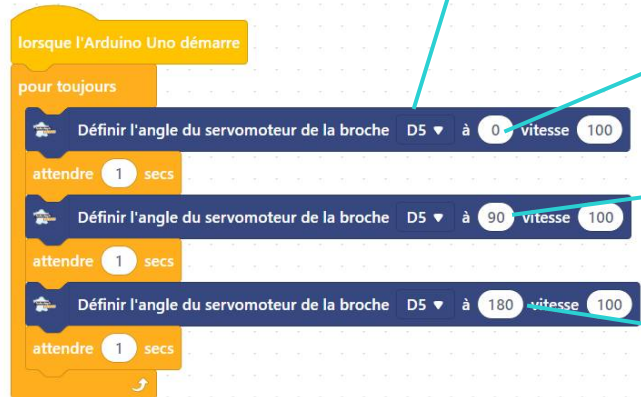 lorsque l'Arduino Uno démarre
pour toujours
Définir l'angle du servomoteur de la broche D5 ▼ à 0 vitesse 100
attendre 1 secs
Définir l'angle du servomoteur de la broche D5 ▼ à 90 vitesse 100
attendre 1 secs
Définir l'angle du servomoteur de la broche D5 ▼ à 180 vitesse 100
attendre 1 secs